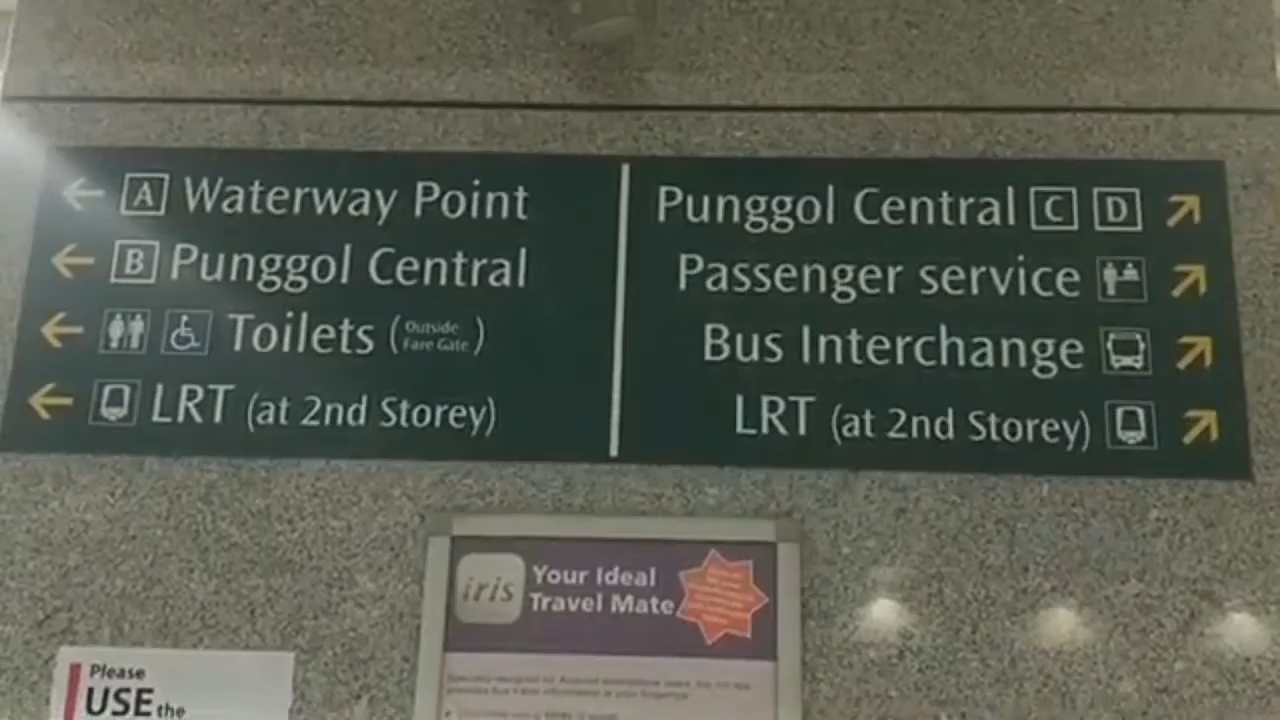 A Waterway Point
B Punggol Central
Toilets (Outside Fare Gate)
LRT (at 2nd Storey)
Punggol Central C D
Passenger service
Bus Interchange
LRT (at 2nd Storey)
iris
Your Ideal
Travel Mate
Please
USE the